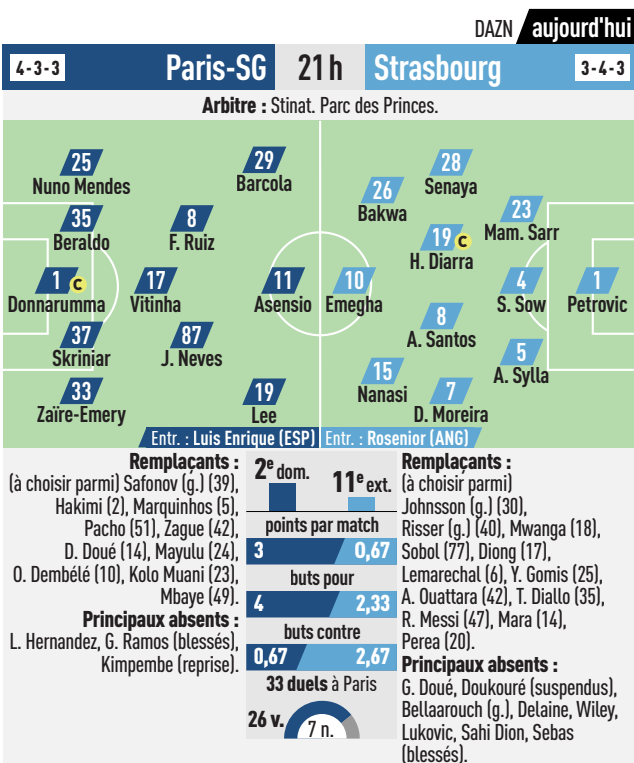 DAZN aujourd'hui
4-3-3 Paris-SG 21 h Strasbourg 3-4-3
Arbitre : Stinat. Parc des Princes.
25
Nuno Mendes
29
Barcola
35
Beraldo
8
F. Ruiz
1 C
Donnarumma
17
Vitinha
11
Asensio
37
Skriniar
87
J. Neves
33
Zaïre-Emery
19
Lee
28
Senaya
26
Bakwa
23
Mam. Sarr
19 C
H. Diarra
10
Emegha
4
S. Sow
1
Petrovic
8
A. Santos
5
A. Sylla
15
Nanasi
7
D. Moreira
Entr. : Luis Enrique (ESP)
Entr. : Rosenior (ANG)
Remplaçants :
(à choisir parmi) Safonov (g.) (39),
Hakimi (2), Marquinhos (5),
Pacho (51), Zague (42),
D. Doué (14), Mayulu (24),
O. Dembélé (10), Kolo Muani (23),
Mbaye (49).
Principaux absents :
L. Hernandez, G. Ramos (blessés),
Kimpembe (reprise).
2e dom. 11e ext.
points par match
3 0,67
buts pour
4 2,33
buts contre
0,67 2,67
33 duels à Paris
26 v.
7 n.
Remplaçants :
(à choisir parmi)
Johnsson (g.) (30),
Risser (g.) (40), Mwanga (18),
Sobol (77), Diong (17),
Lemarechal (6), Y. Gomis (25),
A. Ouattara (42), T. Diallo (35),
R. Messi (47), Mara (14),
Perea (20).
Principaux absents :
G. Doué, Doukouré (suspendus),
Bellaarouch (g.), Delaine, Wiley,
Lukovic, Sahi Dion, Sebas
(blessés).